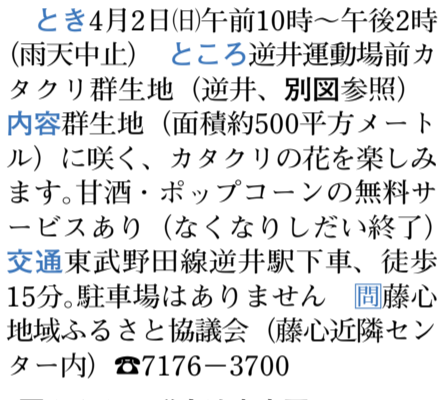 とき4月2日㈰午前10時〜午後2時
（雨天中止）　ところ逆井運動場前カ
タクリ群生地（逆井、別図参照）
内容群生地（面積約500平方メート
ル）に咲く、カタクリの花を楽しみ
ます。甘酒・ポップコーンの無料サ
ービスあり（なくなりしだい終了）
交通東武野田線逆井駅下車、徒歩
15分。駐車場はありません　問藤心
地域ふるさと協議会（藤心近隣セン
ター内）☎7176－3700